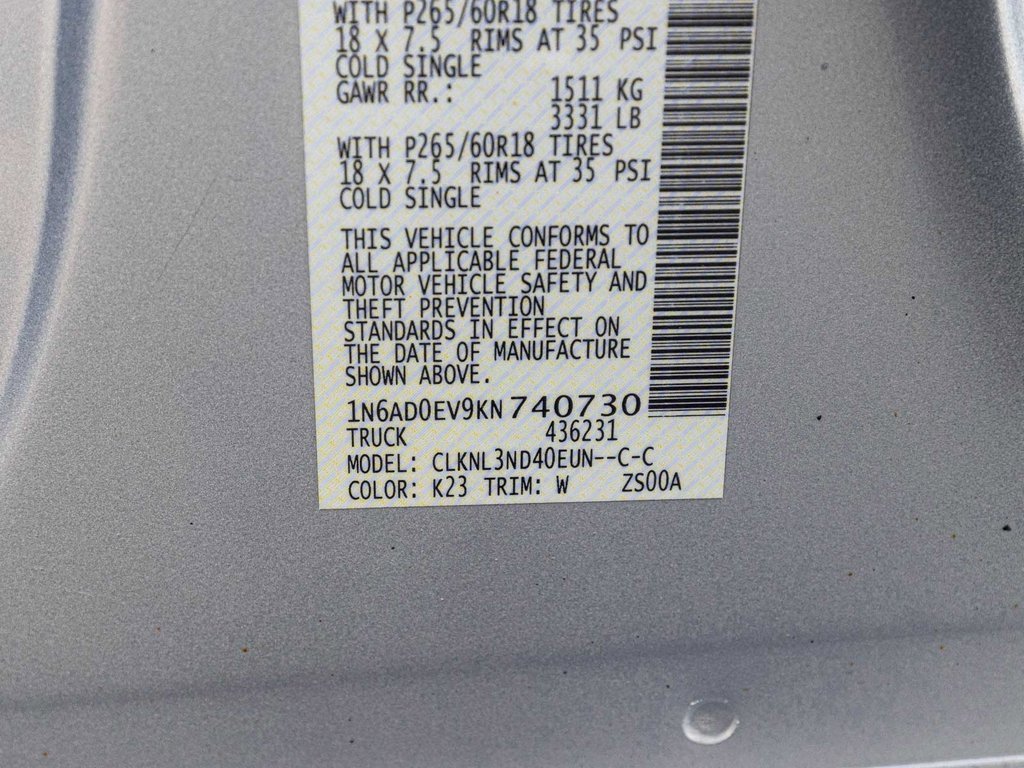 WITH P265/60R18 TIRES
18 X 7.5 RIMS AT 35 PSI
COLD SINGLE
GAWR RR.: 1511 KG
3331 LB
WITH P265/60R18 TIRES
18 X 7.5 RIMS AT 35 PSI
COLD SINGLE
THIS VEHICLE CONFORMS TO
ALL APPLICABLE FEDERAL
MOTOR VEHICLE SAFETY AND
THEFT PREVENTION
STANDARDS IN EFFECT ON
THE DATE OF MANUFACTURE
SHOWN ABOVE.
1N6AD0EV9KN740730
TRUCK 436231
MODEL: CLKNL3ND40EUN--C-C
COLOR: K23 TRIM: W ZS00A